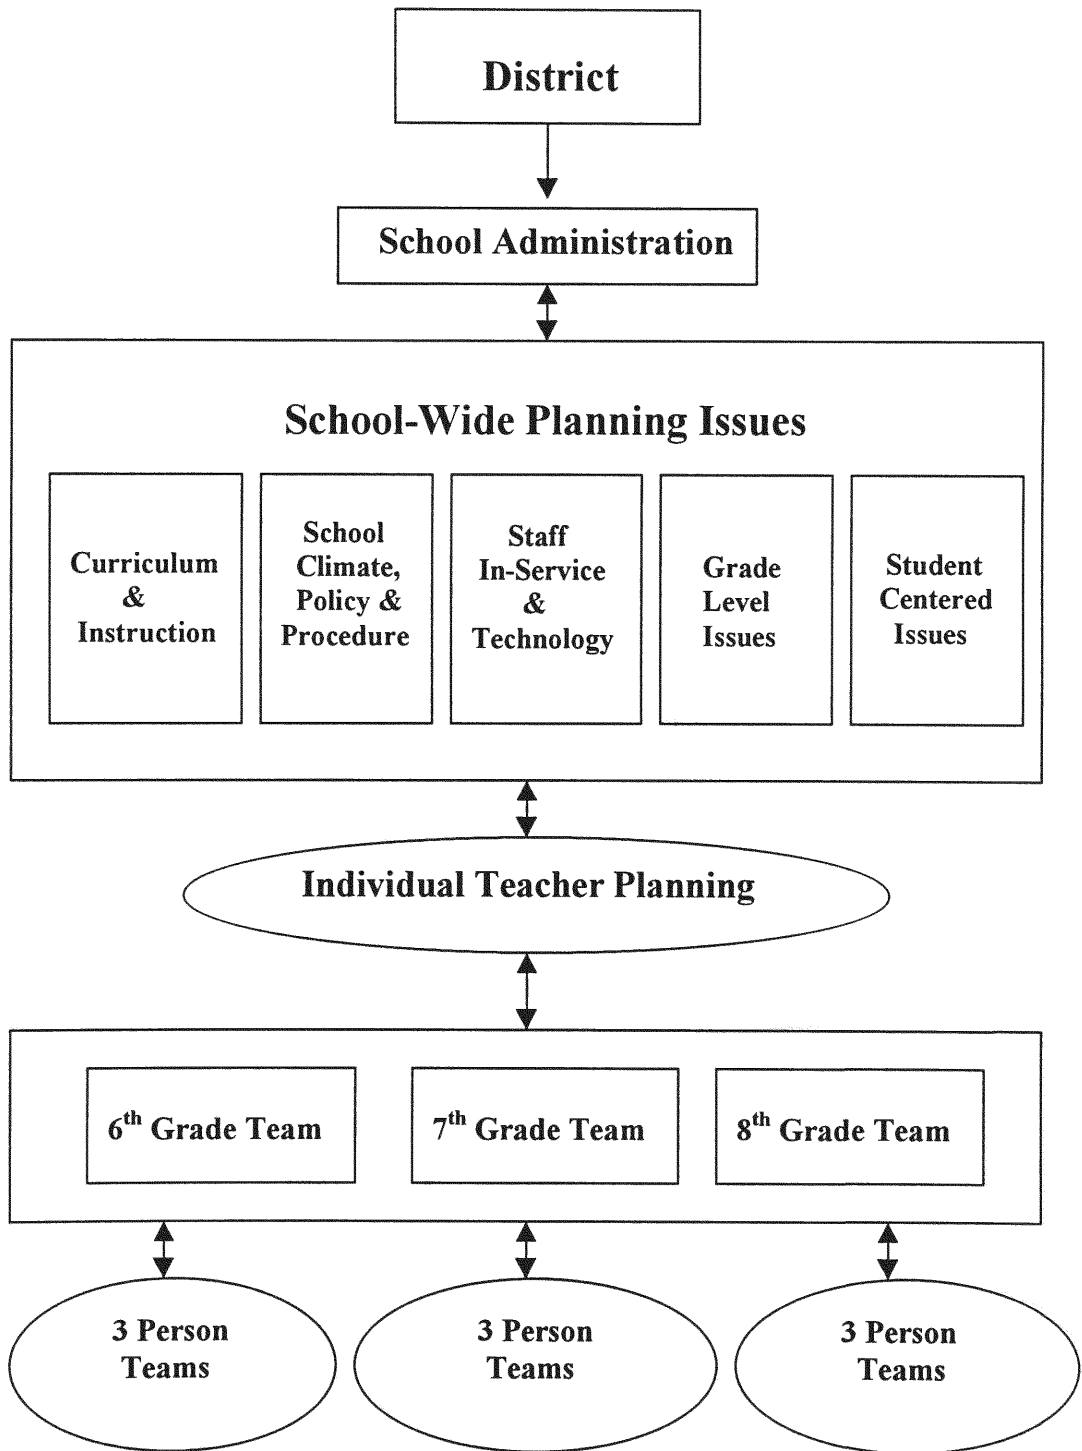 District
School Administration
School-Wide Planning Issues
Curriculum
&
Instruction
School
Climate,
Policy &
Procedure
Staff
In-Service
&
Technology
Grade
Level
Issues
Student
Centered
Issues
Individual Teacher Planning
6th Grade Team
7th Grade Team
8th Grade Team
3 Person
Teams
3 Person
Teams
3 Person
Teams